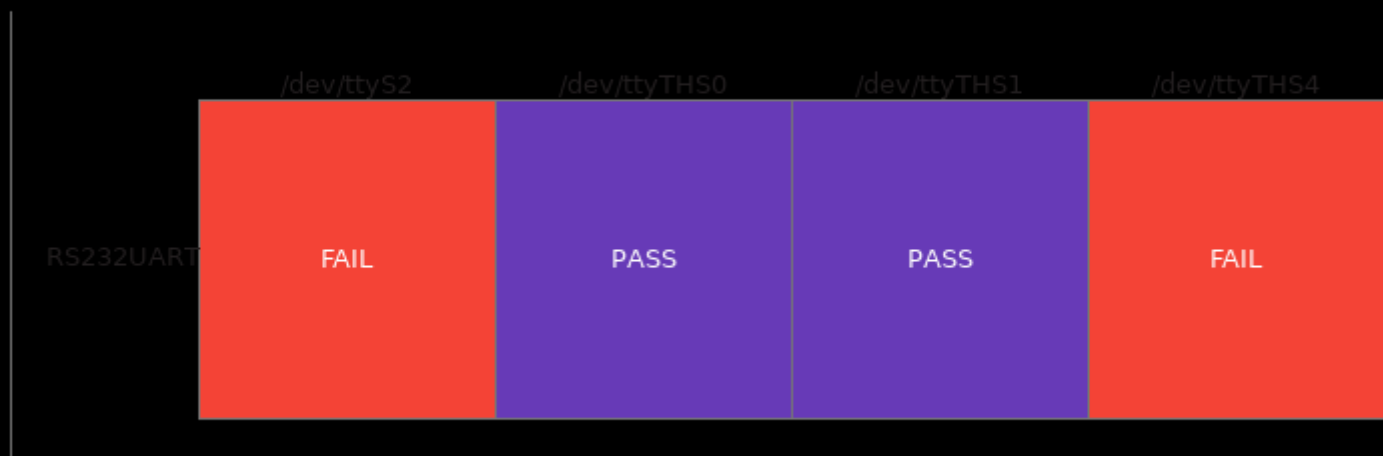 /dev/ttyS2 /dev/ttyTHS0 /dev/ttyTHS1 /dev/ttyTHS4
RS232UART FAIL PASS PASS FAIL